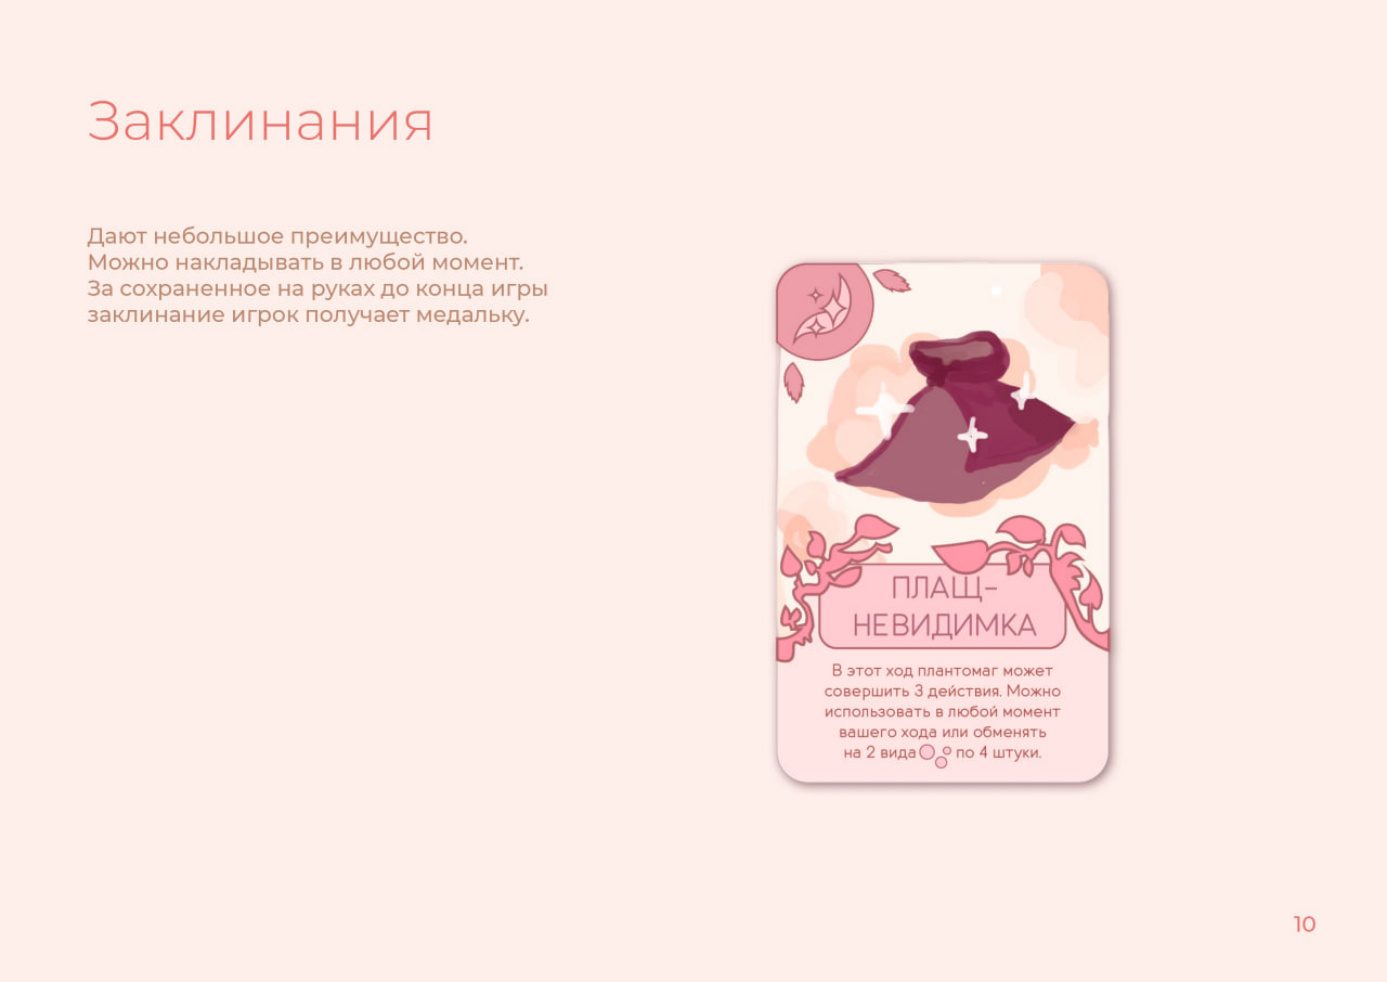 Заклинания
Дают небольшое преимущество.
Можно накладывать в любой момент.
За сохраненное на руках до конца игры
заклинание игрок получает медальку.
ПЛАЩ-
НЕВИДИМКА
В этот ход плантомаг может
совершить 3 действия. Можно
использовать в любой момент
вашего хода или обменять
на 2 вида по 4 штуки.
10